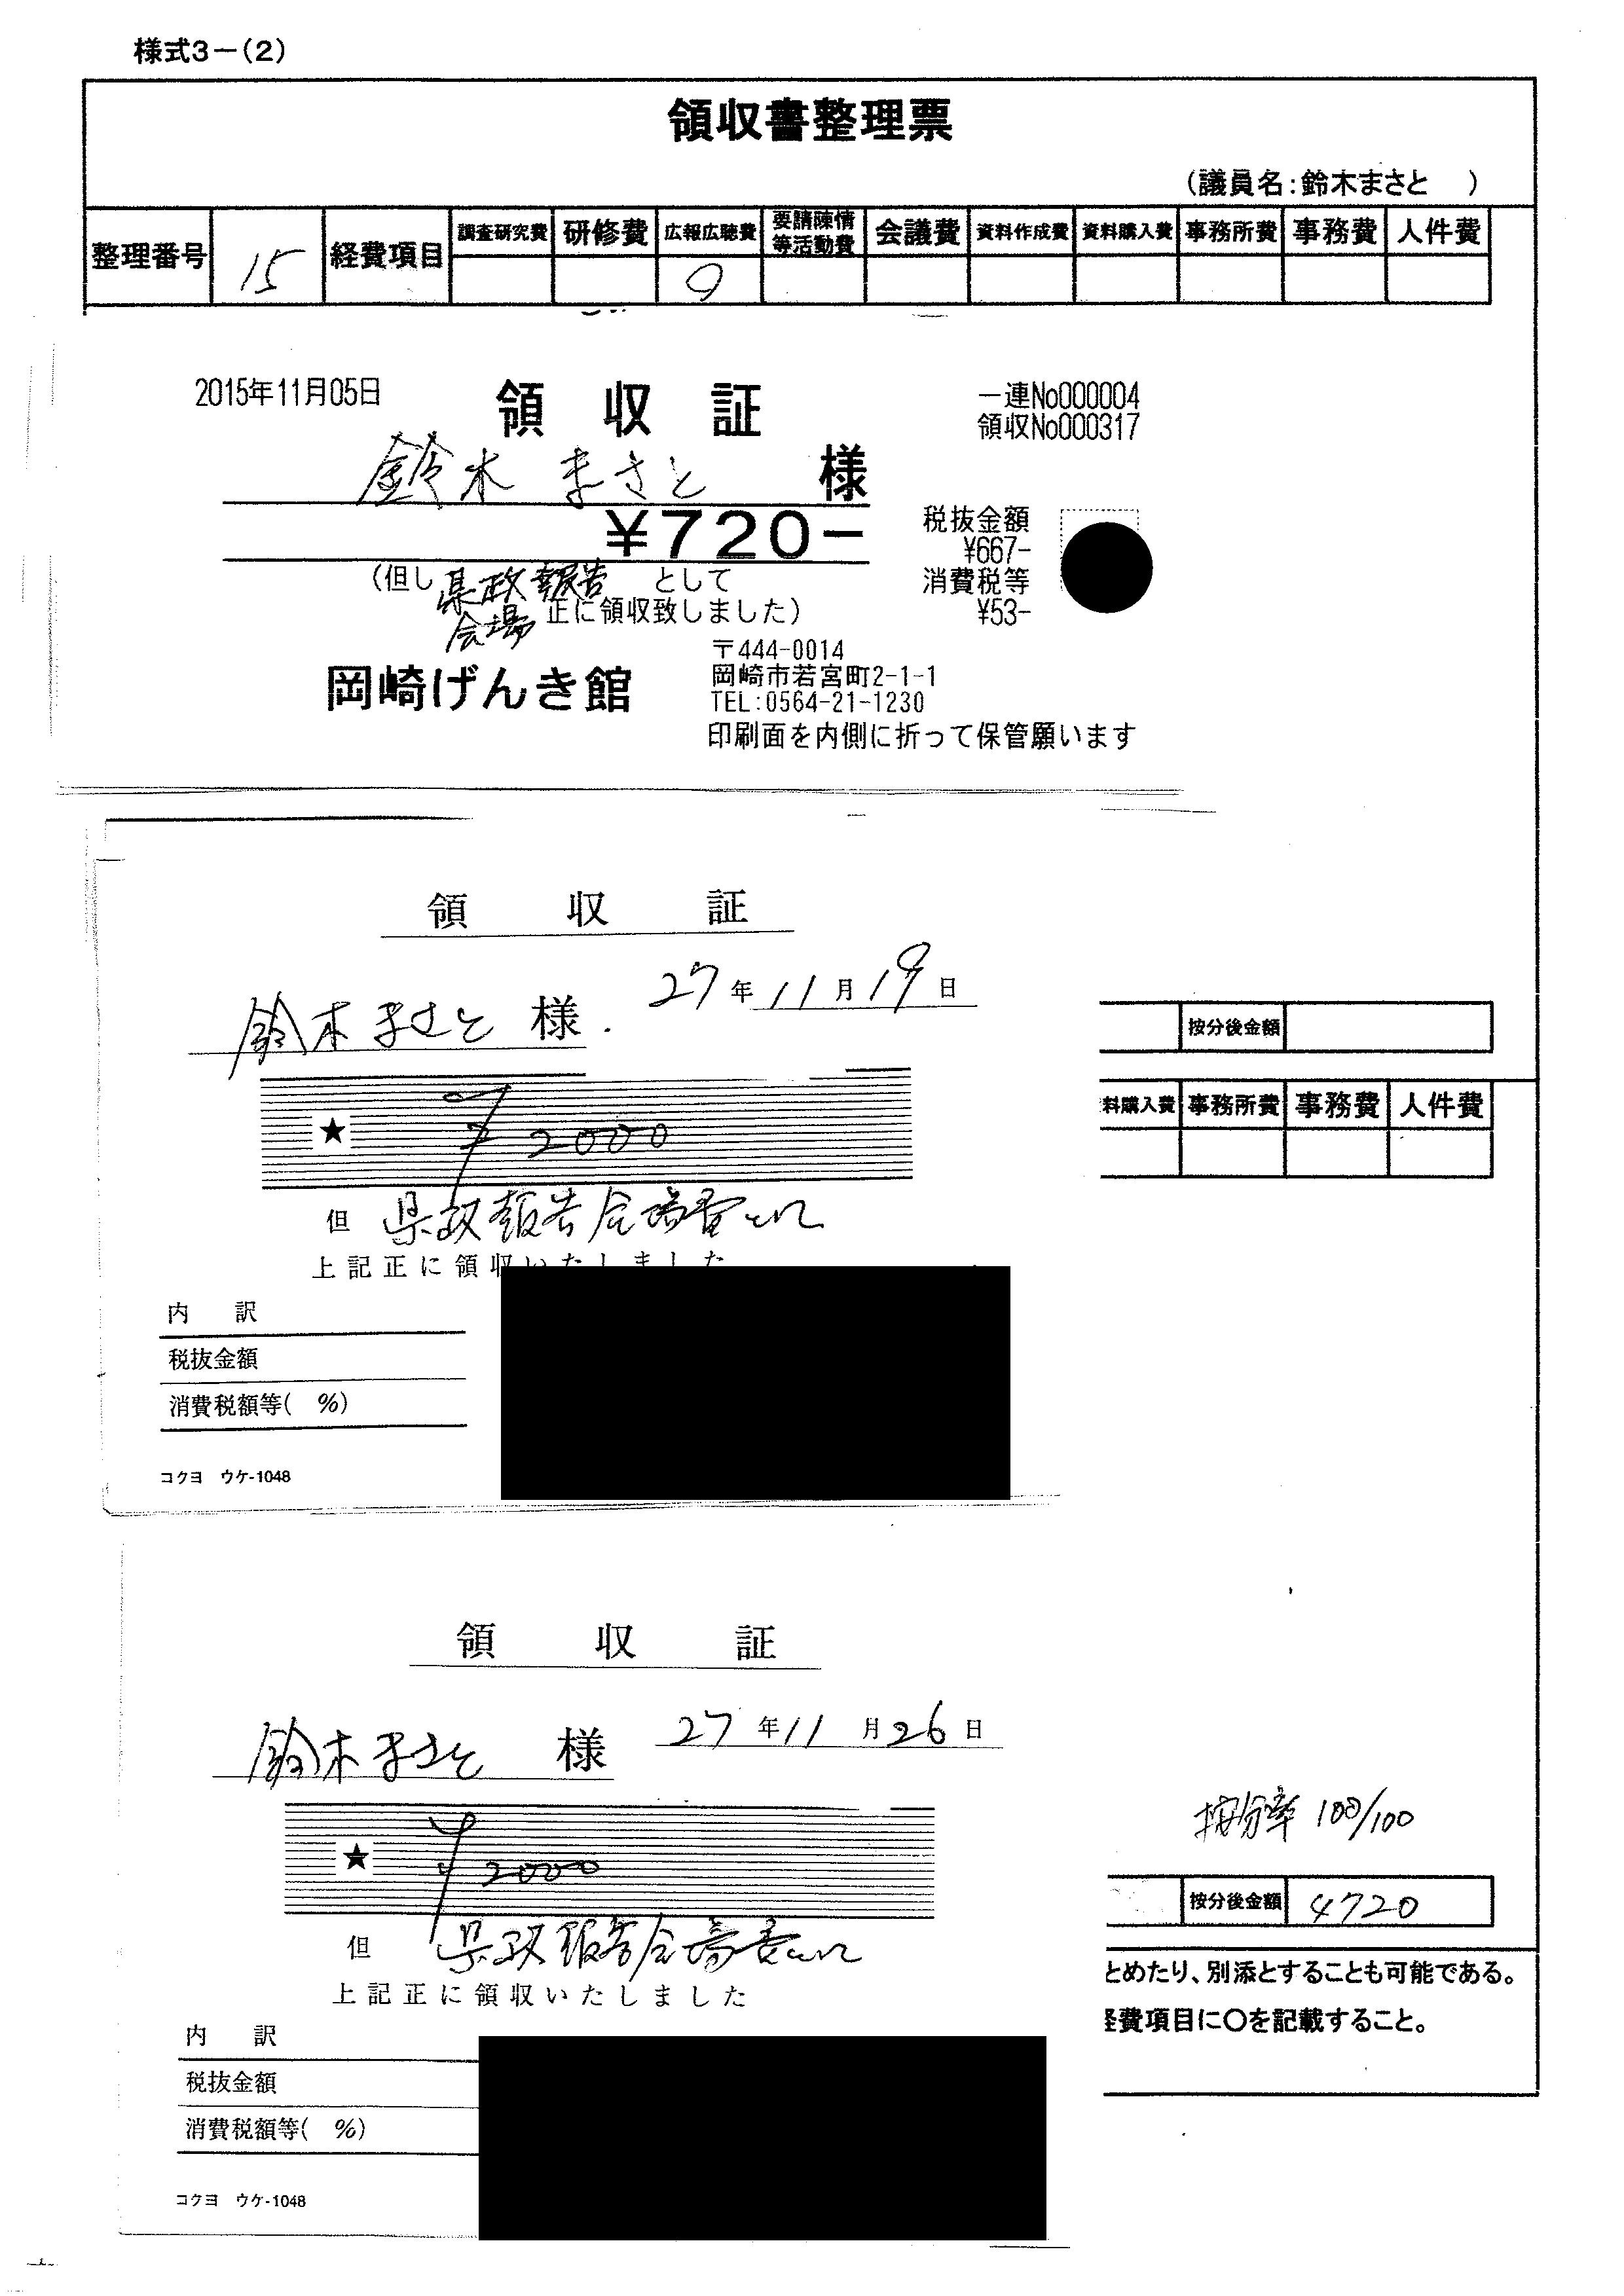 様式3－(2)
領収書整理票
(議員名:鈴木まさと　)
整理番号 15 経費項目 調査研究費 研修費 広報広聴費 要請陳情等活動費 会議費 資料作成費 資料購入費 事務所費 事務費 人件費
○
2015年11月05日
領 収 証
一連No000004
領収No000317
鈴木 まさと 様
¥720-
税抜金額
¥667-
消費税等
¥53-
(但し 県政報告会場 として
正に領収致しました)
岡崎げんき館
〒444-0014
岡崎市若宮町2-1-1
TEL:0564-21-1230
印刷面を内側に折って保管願います
領 収 証
27年11月19日
鈴木まさと 様
按分後金額
★ ¥2000
料購入費 事務所費 事務費 人件費
但 県政報告会場費として
上記正に領収いたしました
内 訳
税抜金額
消費税額等( %)
コクヨ ウケ-1048
領 収 証
27年11月26日
鈴木まさと 様
★ ¥2000
按分率 100/100
按分後金額 4720
但 県政報告会場費として
上記正に領収いたしました
とめたり、別添とすることも可能である。
経費項目に○を記載すること。
内 訳
税抜金額
消費税額等( %)
コクヨ ウケ-1048